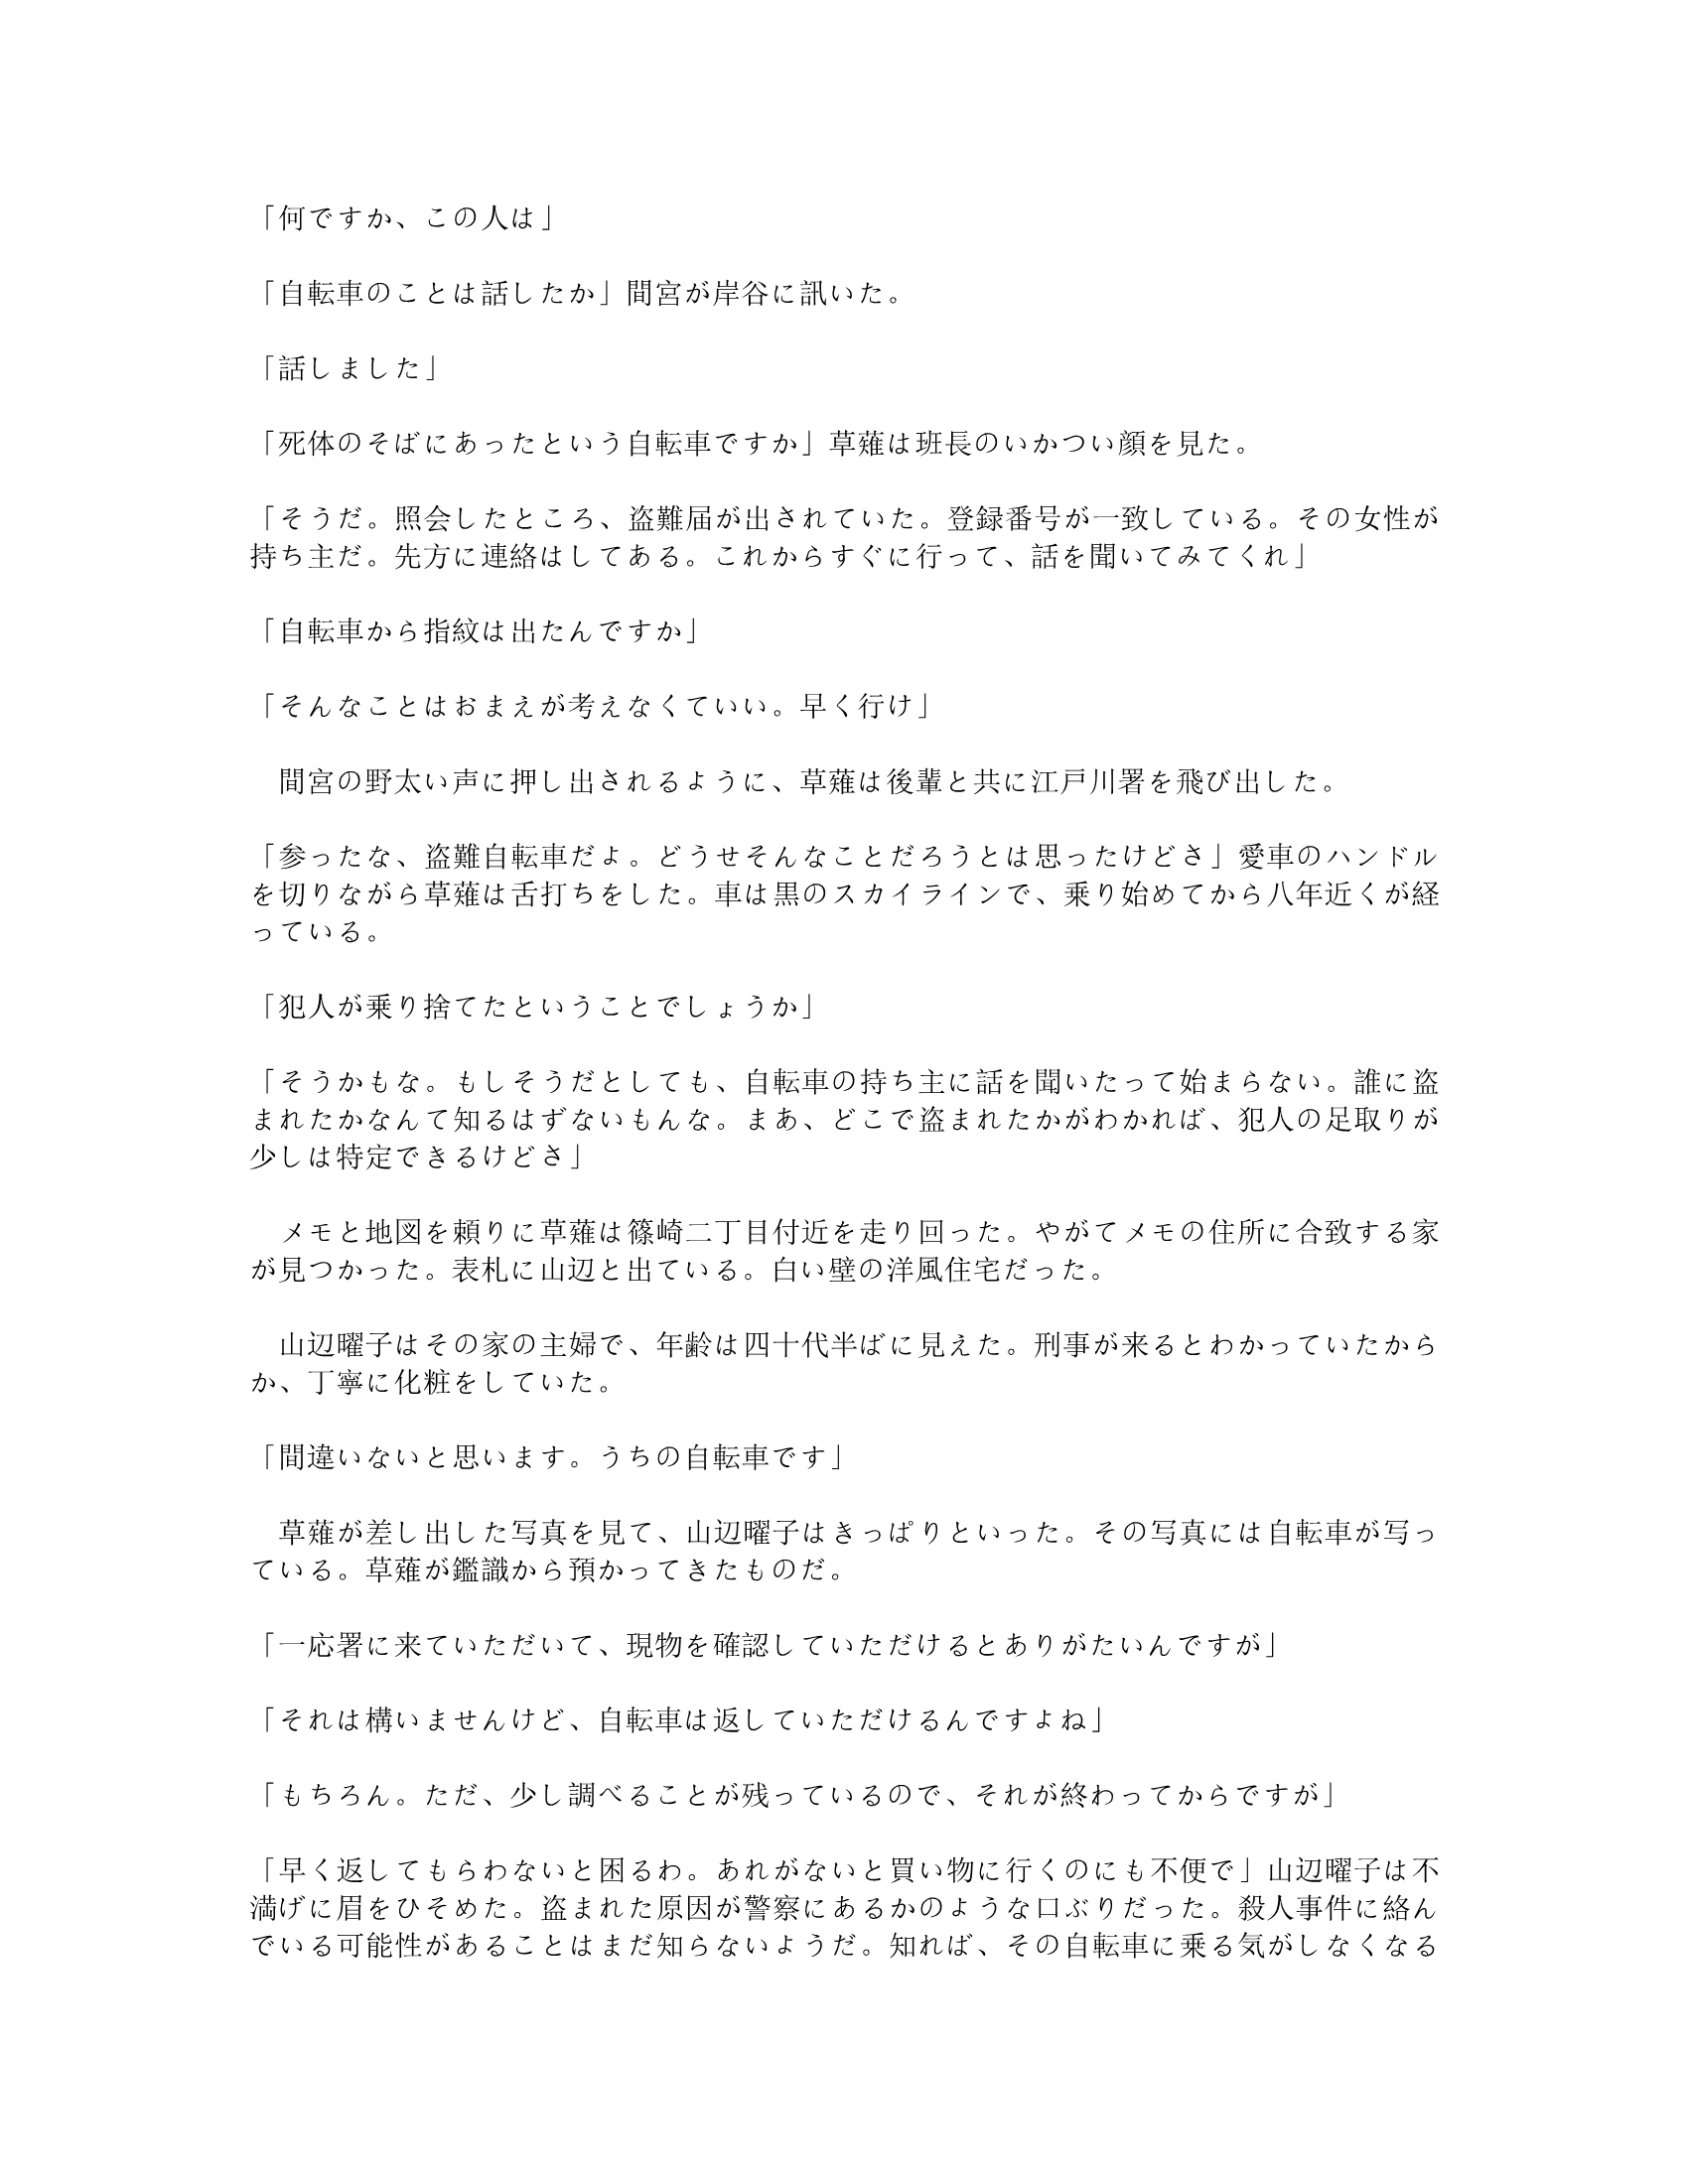 「何ですか、この人は」
「自転車のことは話したか」間宮が岸谷に訊いた。
「話しました」
「死体のそばにあったという自転車ですか」草薙は班長のいかつい顔を見た。
「そうだ。照会したところ、盗難届が出されていた。登録番号が一致している。その女性が
持ち主だ。先方に連絡はしてある。これからすぐに行って、話を聞いてみてくれ」
「自転車から指紋は出たんですか」
「そんなことはおまえが考えなくていい。早く行け」
　間宮の野太い声に押し出されるように、草薙は後輩と共に江戸川署を飛び出した。
「参ったな、盗難自転車だよ。どうせそんなことだろうとは思ったけどさ」愛車のハンドル
を切りながら草薙は舌打ちをした。車は黒のスカイラインで、乗り始めてから八年近くが経
っている。
「犯人が乗り捨てたということでしょうか」
「そうかもな。もしそうだとしても、自転車の持ち主に話を聞いたって始まらない。誰に盗
まれたかなんて知るはずないもんな。まあ、どこで盗まれたかがわかれば、犯人の足取りが
少しは特定できるけどさ」
　メモと地図を頼りに草薙は篠崎二丁目付近を走り回った。やがてメモの住所に合致する家
が見つかった。表札に山辺と出ている。白い壁の洋風住宅だった。
　山辺曜子はその家の主婦で、年齢は四十代半ばに見えた。刑事が来るとわかっていたから
か、丁寧に化粧をしていた。
「間違いないと思います。うちの自転車です」
　草薙が差し出した写真を見て、山辺曜子はきっぱりといった。その写真には自転車が写っ
ている。草薙が鑑識から預かってきたものだ。
「一応署に来ていただいて、現物を確認していただけるとありがたいんですが」
「それは構いませんけど、自転車は返していただけるんですよね」
「もちろん。ただ、少し調べることが残っているので、それが終わってからですが」
「早く返してもらわないと困るわ。あれがないと買い物に行くのにも不便で」山辺曜子は不
満げに眉をひそめた。盗まれた原因が警察にあるかのような口ぶりだった。殺人事件に絡ん
でいる可能性があることはまだ知らないようだ。知れば、その自転車に乗る気がしなくなる